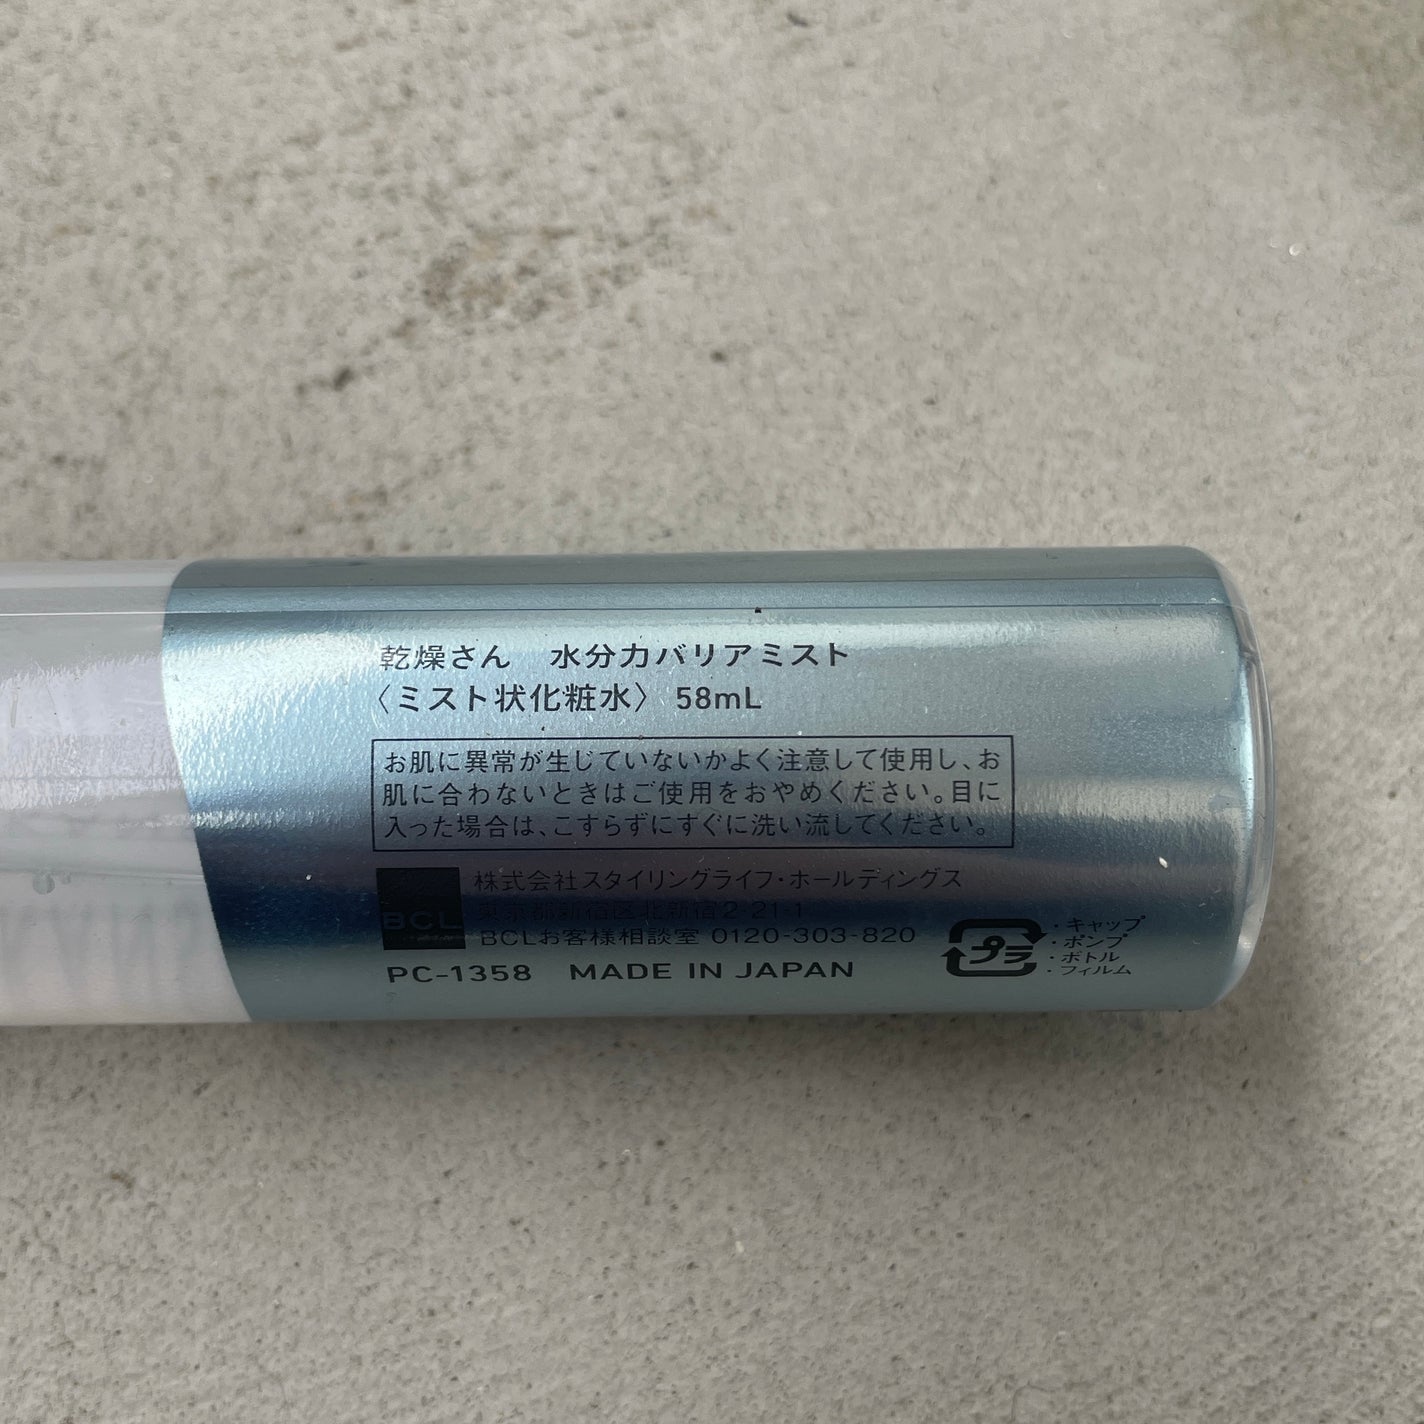 乾燥さん　水分力バリアミスト
〈ミスト状化粧水〉 58mL
お肌に異常が生じていないかよく注意して使用し、お
肌に合わないときはご使用をおやめください。目に
入った場合は、こすらずにすぐに洗い流してください。
BCL
株式会社スタイリングライフ・ホールディングス
東京都新宿区北新宿2-21-1
BCLお客様相談室 0120-303-820
PC-1358　MADE IN JAPAN
プラ
・キャップ
・ポンプ
・ボトル
・フィルム